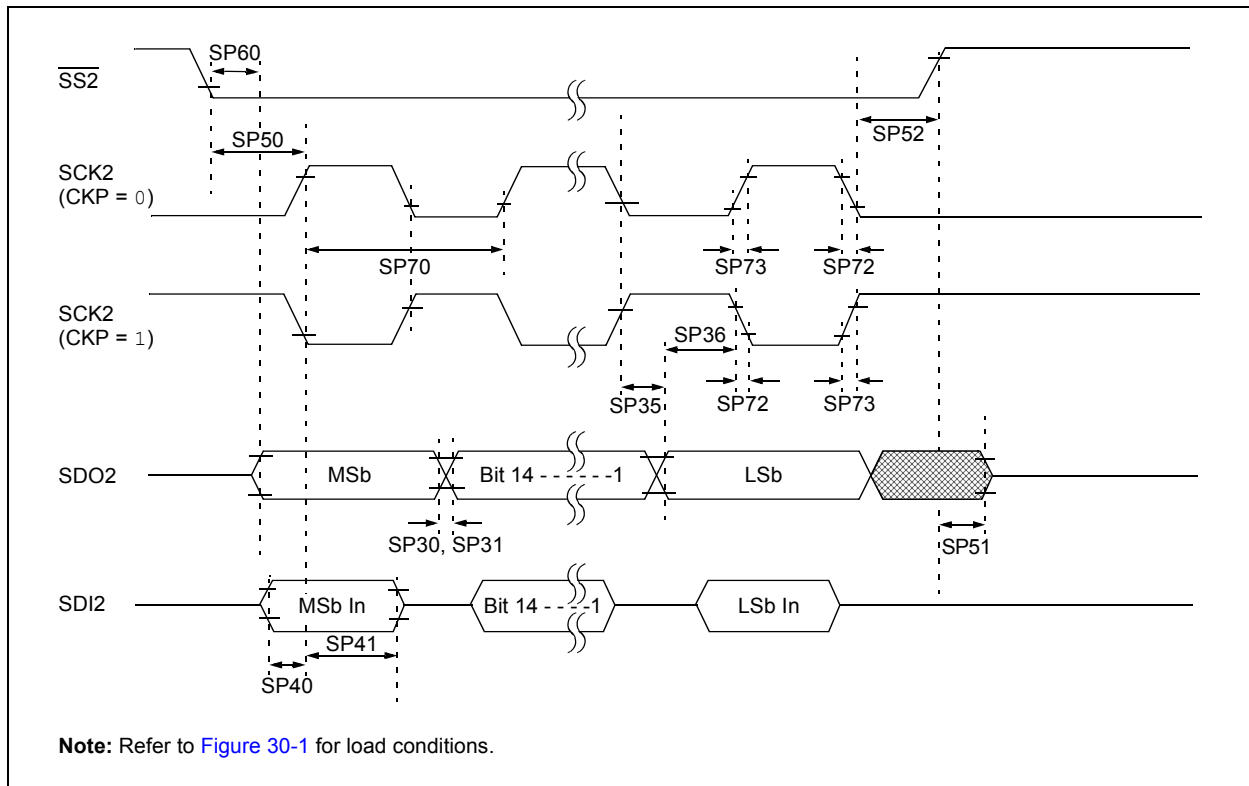 SP60
SS2
SP50
SP52
SCK2
(CKP = 0)
SP70
SP73
SP72
SCK2
(CKP = 1)
SP36
SP35
SP72
SP73
SDO2
MSb
Bit 14 - - - - - -1
LSb
SP30, SP31
SP51
SDI2
MSb In
Bit 14 - - - -1
LSb In
SP41
SP40
Note: Refer to Figure 30-1 for load conditions.